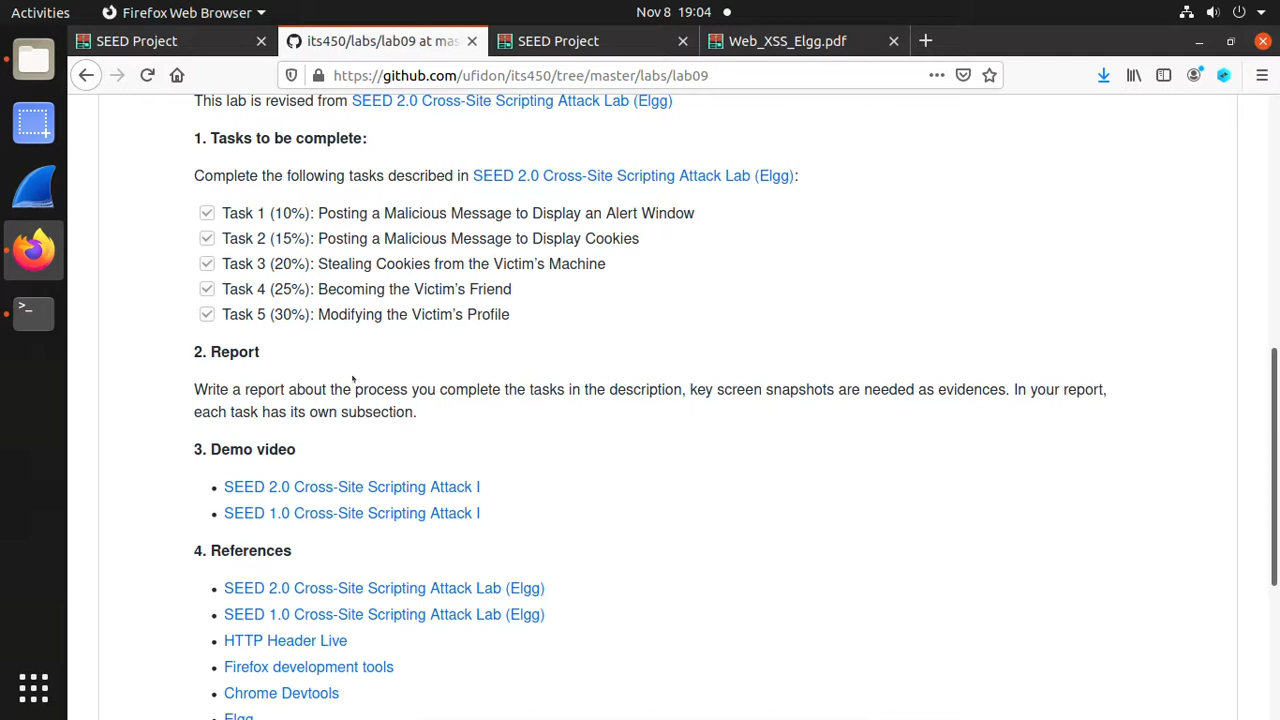 Activities
Firefox Web Browser
Nov 8 19:04
SEED Project
its450/labs/lab09 at mas
SEED Project
Web_XSS_Elgg.pdf
https://github.com/ufidon/its450/tree/master/labs/lab09
This lab is revised from SEED 2.0 Cross-Site Scripting Attack Lab (Elgg)
1. Tasks to be complete:
Complete the following tasks described in SEED 2.0 Cross-Site Scripting Attack Lab (Elgg):
Task 1 (10%): Posting a Malicious Message to Display an Alert Window
Task 2 (15%): Posting a Malicious Message to Display Cookies
Task 3 (20%): Stealing Cookies from the Victim’s Machine
Task 4 (25%): Becoming the Victim’s Friend
Task 5 (30%): Modifying the Victim’s Profile
2. Report
Write a report about the process you complete the tasks in the description, key screen snapshots are needed as evidences. In your report,
each task has its own subsection.
3. Demo video
• SEED 2.0 Cross-Site Scripting Attack I
• SEED 1.0 Cross-Site Scripting Attack I
4. References
• SEED 2.0 Cross-Site Scripting Attack Lab (Elgg)
• SEED 1.0 Cross-Site Scripting Attack Lab (Elgg)
• HTTP Header Live
• Firefox development tools
• Chrome Devtools
• Elgg